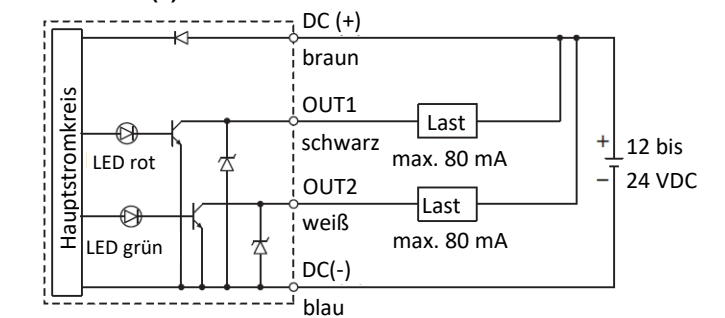 DC (+)
braun
Hauptstromkreis
OUT1
Last
schwarz
LED rot
max. 80 mA
+
12 bis
−
24 VDC
OUT2
Last
weiß
LED grün
max. 80 mA
DC(-)
blau